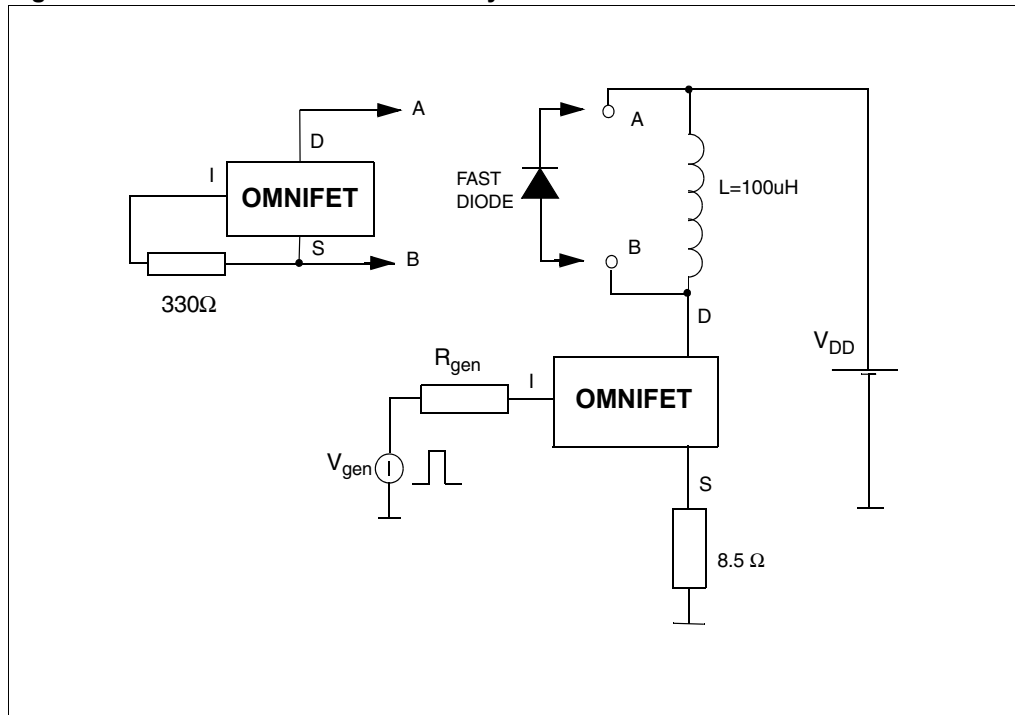 A
D
I
OMNIFET
S
B
330Ω
FAST
DIODE
A
B
L=100uH
D
V_DD
R_gen
I
OMNIFET
V_gen
S
8.5 Ω